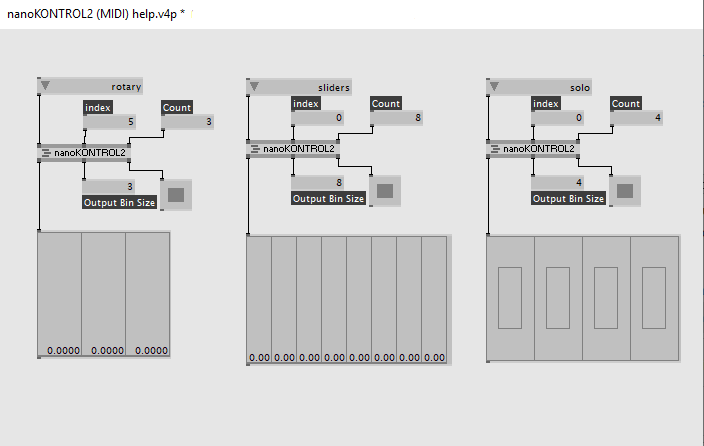 nanoKONTROL2 (MIDI) help.v4p *
rotary
index
Count
5
3
nanoKONTROL2
3
Output Bin Size
0.0000 0.0000 0.0000
sliders
index
Count
0
8
nanoKONTROL2
8
Output Bin Size
0.00 0.00 0.00 0.00 0.00 0.00 0.00 0.00
solo
index
Count
0
4
nanoKONTROL2
4
Output Bin Size